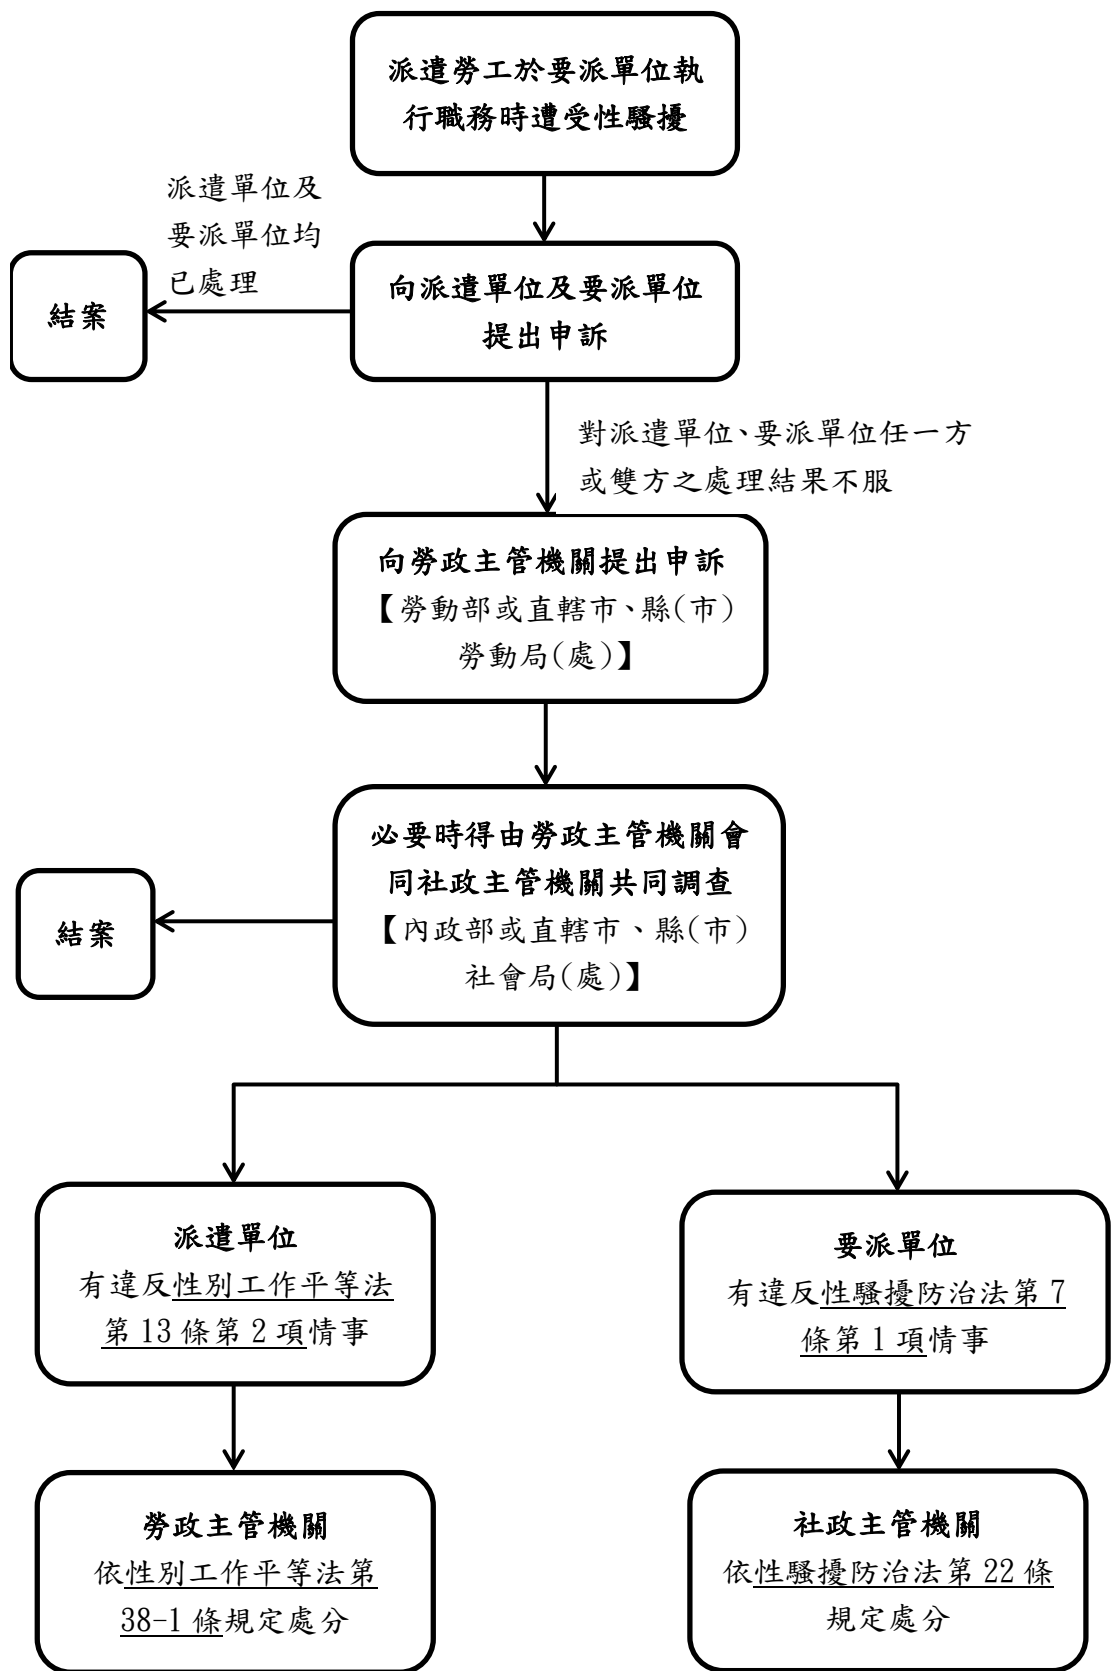 派遣勞工於要派單位執
行職務時遭受性騷擾
派遣單位及
要派單位均
已處理
結案
向派遣單位及要派單位
提出申訴
對派遣單位、要派單位任一方
或雙方之處理結果不服
向勞政主管機關提出申訴
【勞動部或直轄市、縣(市)
勞動局(處)】
必要時得由勞政主管機關會
同社政主管機關共同調查
【內政部或直轄市、縣(市)
社會局(處)】
結案
派遣單位
有違反性別工作平等法
第 13 條第 2 項情事
要派單位
有違反性騷擾防治法第 7
條第 1 項情事
勞政主管機關
依性別工作平等法第
38-1 條規定處分
社政主管機關
依性騷擾防治法第 22 條
規定處分